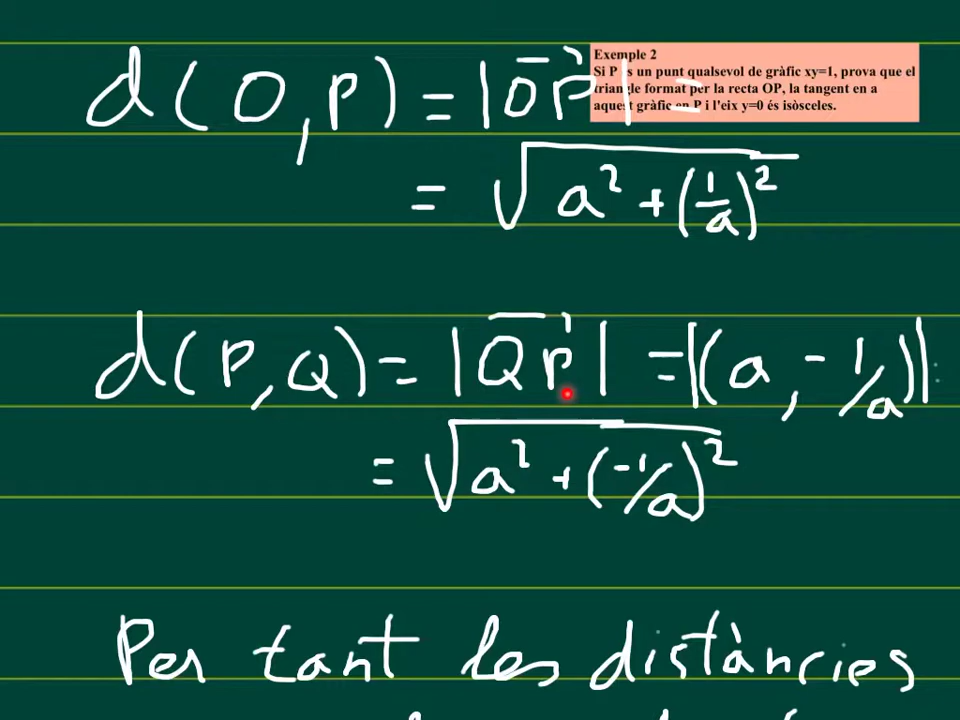 Exemple 2
Si P és un punt qualsevol de gràfic xy=1, prova que el
triangle format per la recta OP, la tangent en a
aquest gràfic en P i l'eix y=0 és isòsceles.
d(O,P) = |OP| =
= √a² + (1/a)²
d(P,Q) = |QP| = |(a, -1/a)|
= √a² + (-1/a)²
Per tant les distàncies